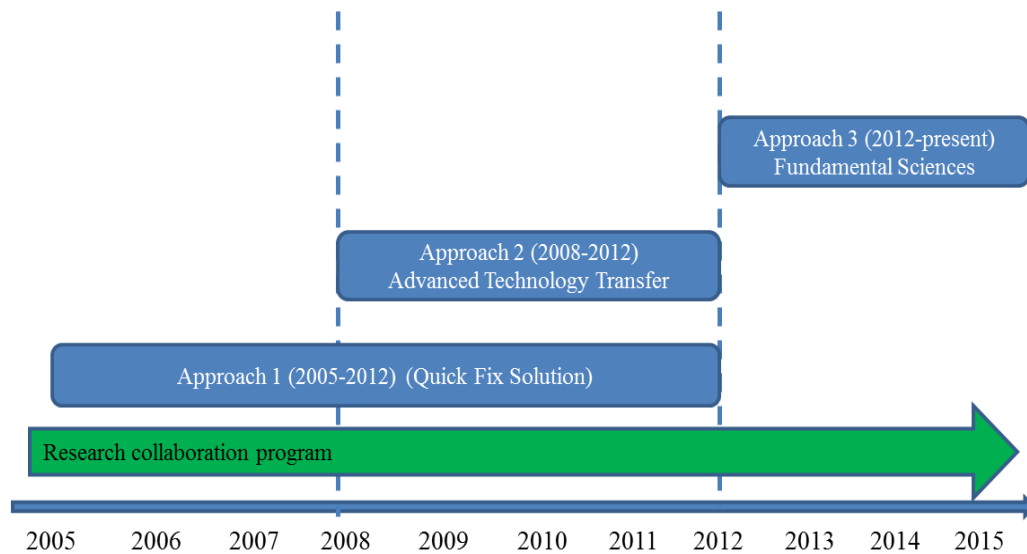 Approach 3 (2012-present)
Fundamental Sciences
Approach 2 (2008-2012)
Advanced Technology Transfer
Approach 1 (2005-2012) (Quick Fix Solution)
Research collaboration program
2005 2006 2007 2008 2009 2010 2011 2012 2013 2014 2015